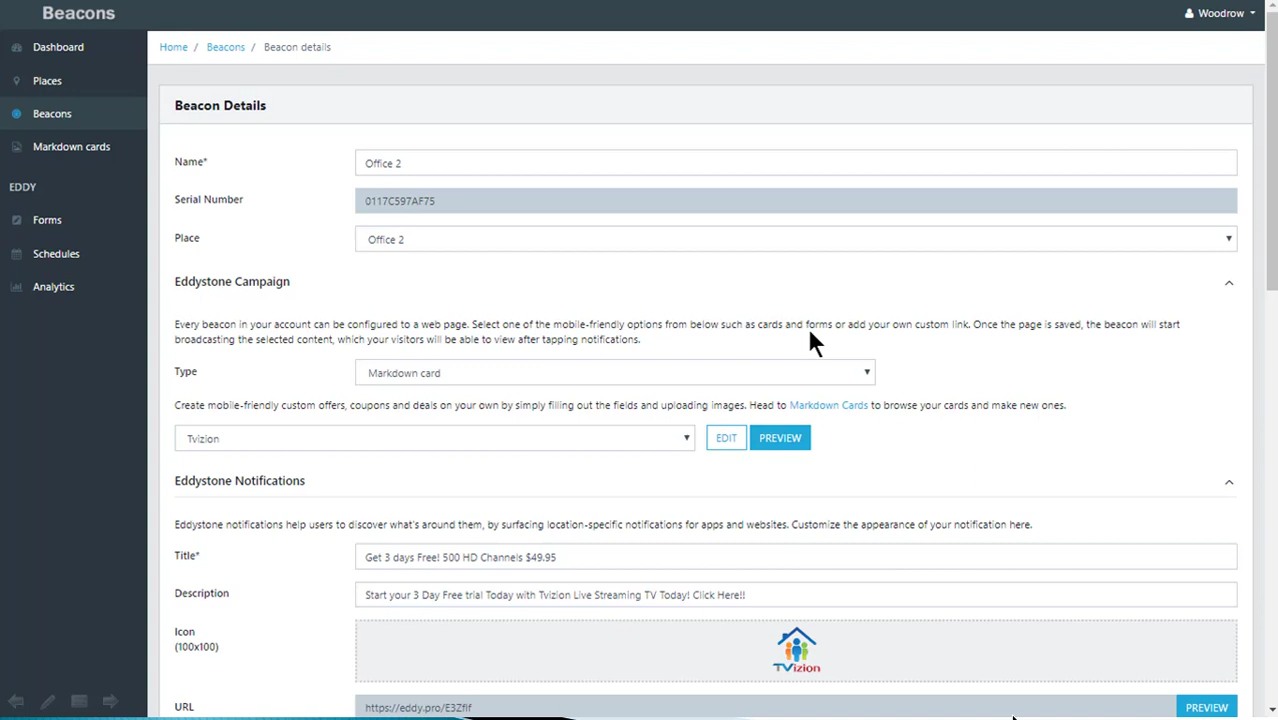 Beacons
Woodrow
Dashboard
Places
Beacons
Markdown cards
EDDY
Forms
Schedules
Analytics
Home / Beacons / Beacon details
Beacon Details
Name* Office 2
Serial Number 0117C597AF75
Place Office 2
Eddystone Campaign
Every beacon in your account can be configured to a web page. Select one of the mobile-friendly options from below such as cards and forms or add your own custom link. Once the page is saved, the beacon will start
broadcasting the selected content, which your visitors will be able to view after tapping notifications.
Type Markdown card
Create mobile-friendly custom offers, coupons and deals on your own by simply filling out the fields and uploading images. Head to Markdown Cards to browse your cards and make new ones.
Tvizion EDIT PREVIEW
Eddystone Notifications
Eddystone notifications help users to discover what's around them, by surfacing location-specific notifications for apps and websites. Customize the appearance of your notification here.
Title* Get 3 days Free! 500 HD Channels $49.95
Description Start your 3 Day Free trial Today with Tvizion Live Streaming TV Today! Click Here!!
Icon
(100x100)
TVizion
URL https://eddy.pro/E3Zfif PREVIEW